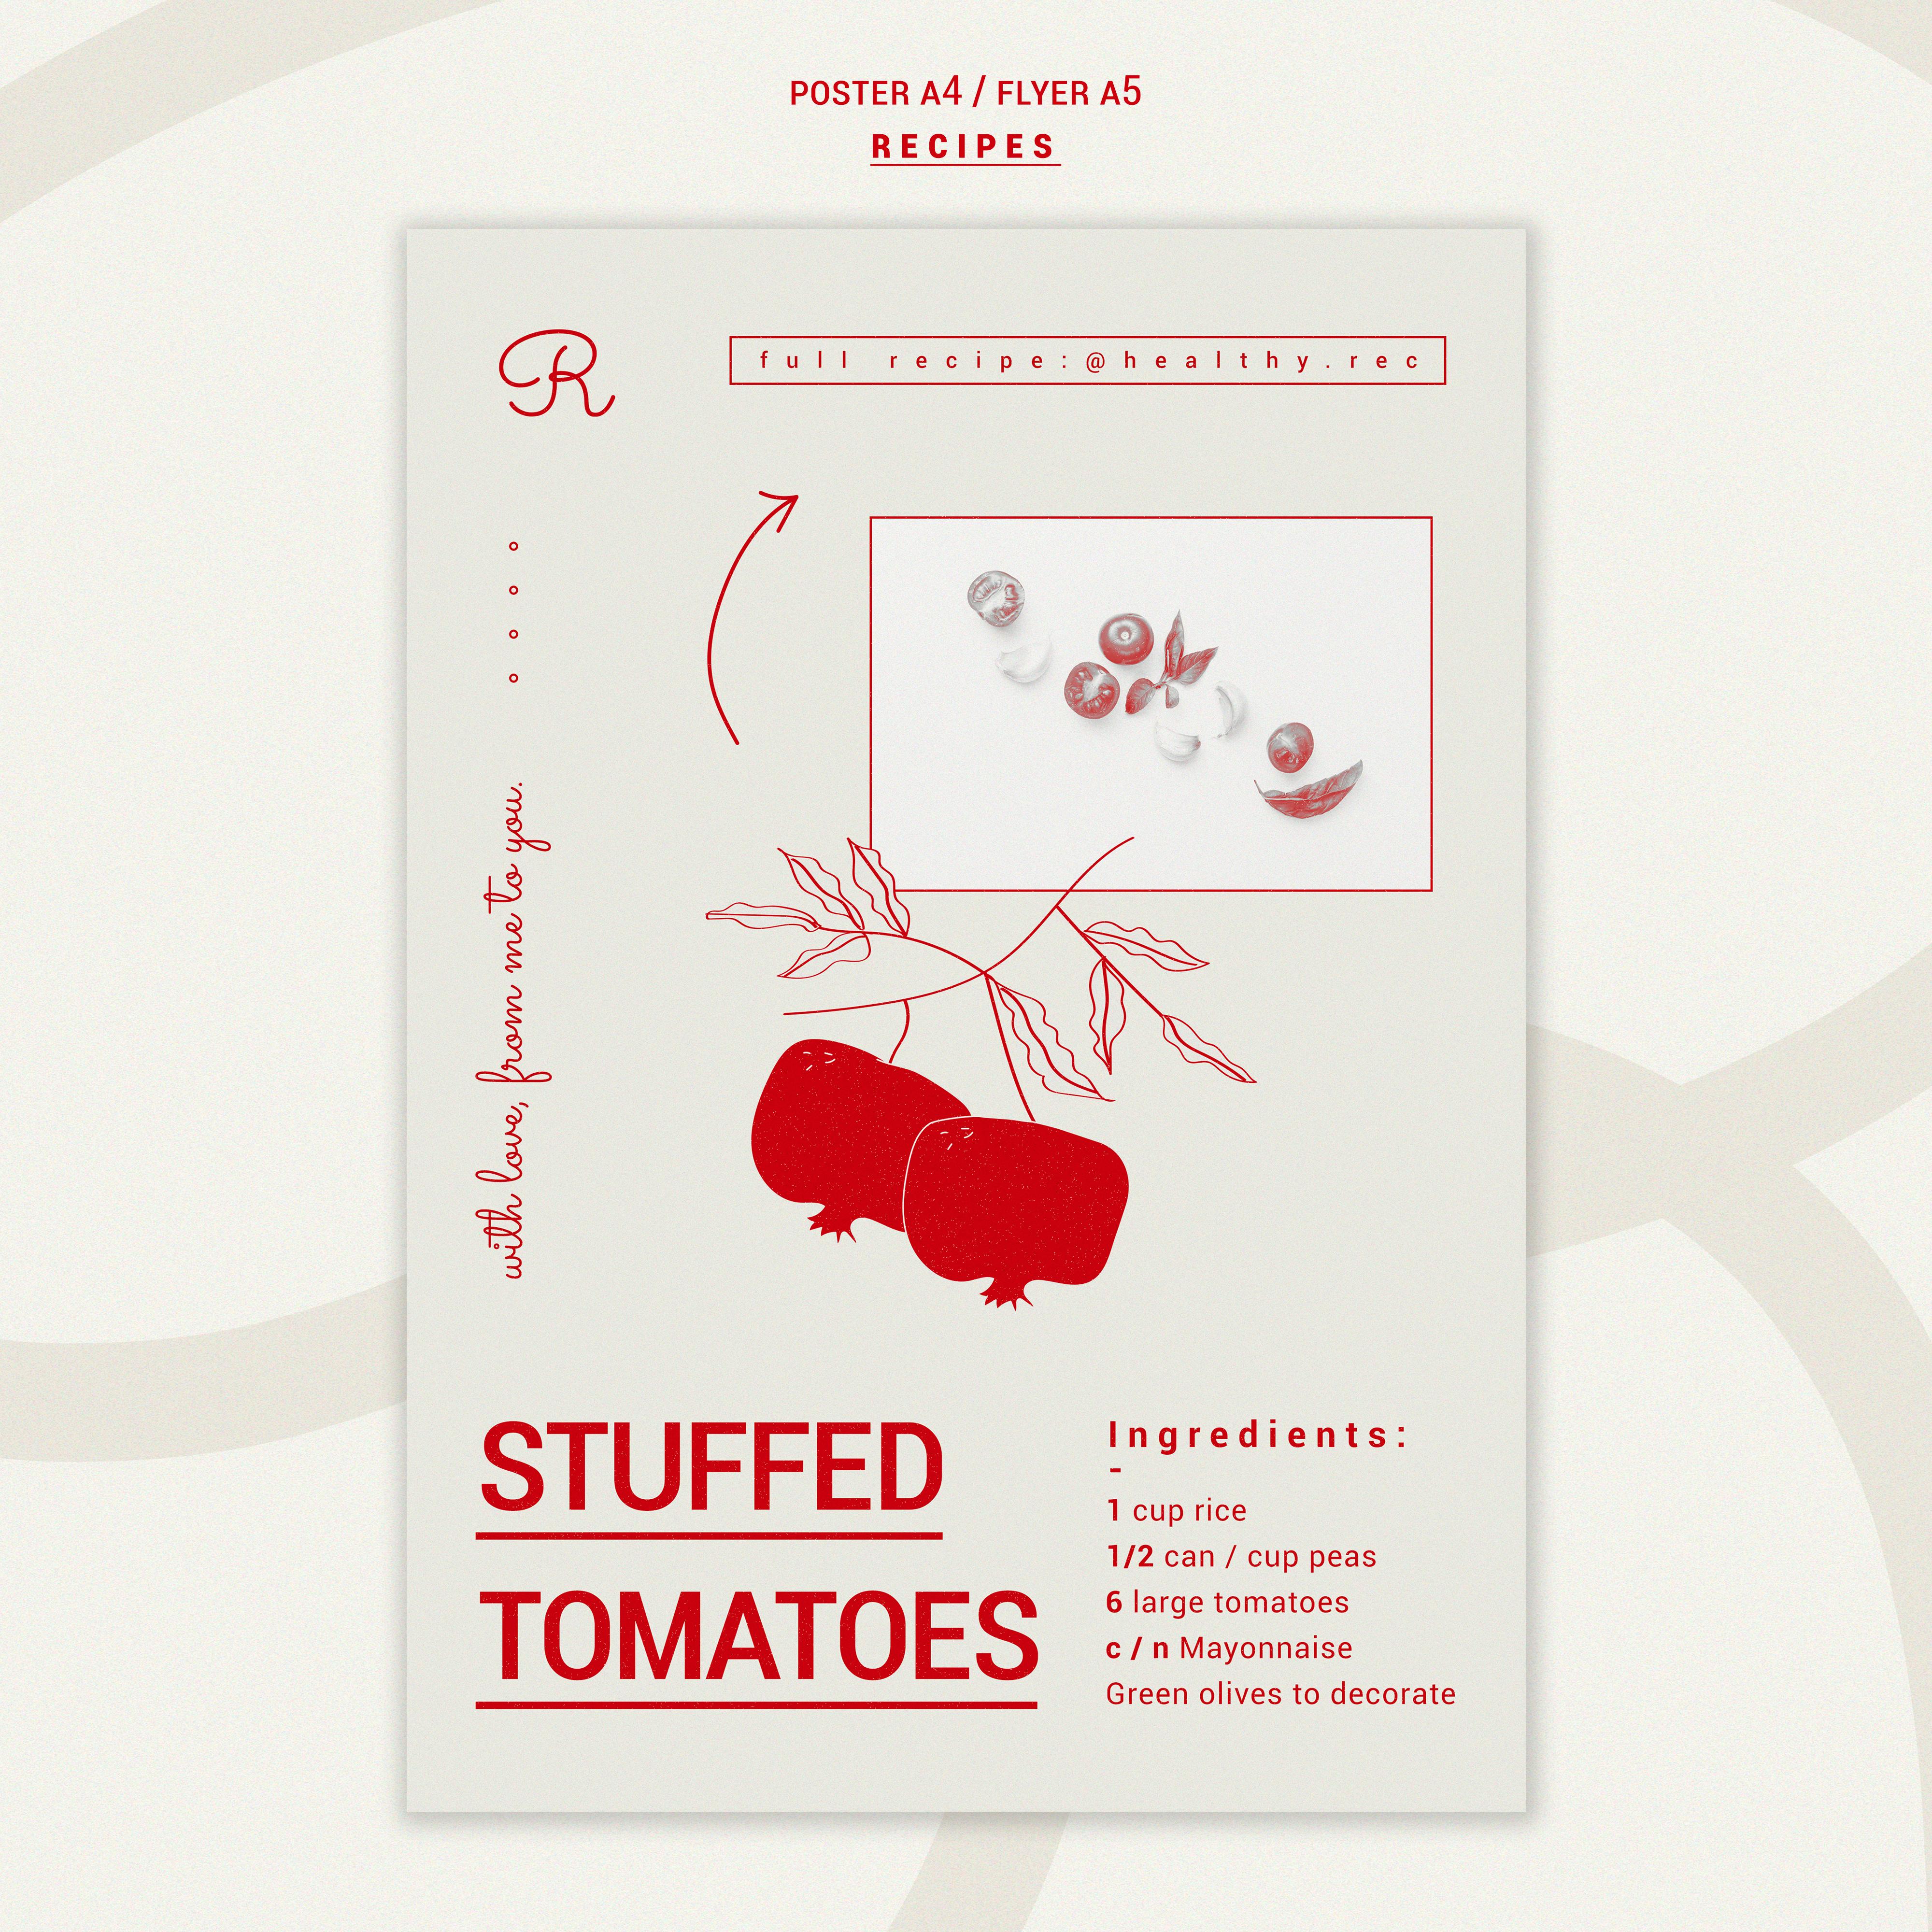 POSTER A4 / FLYER A5
RECIPES
R
full recipe:@healthy.rec
with love, from me to you.
STUFFED
TOMATOES
Ingredients:
-
1 cup rice
1/2 can / cup peas
6 large tomatoes
c / n Mayonnaise
Green olives to decorate